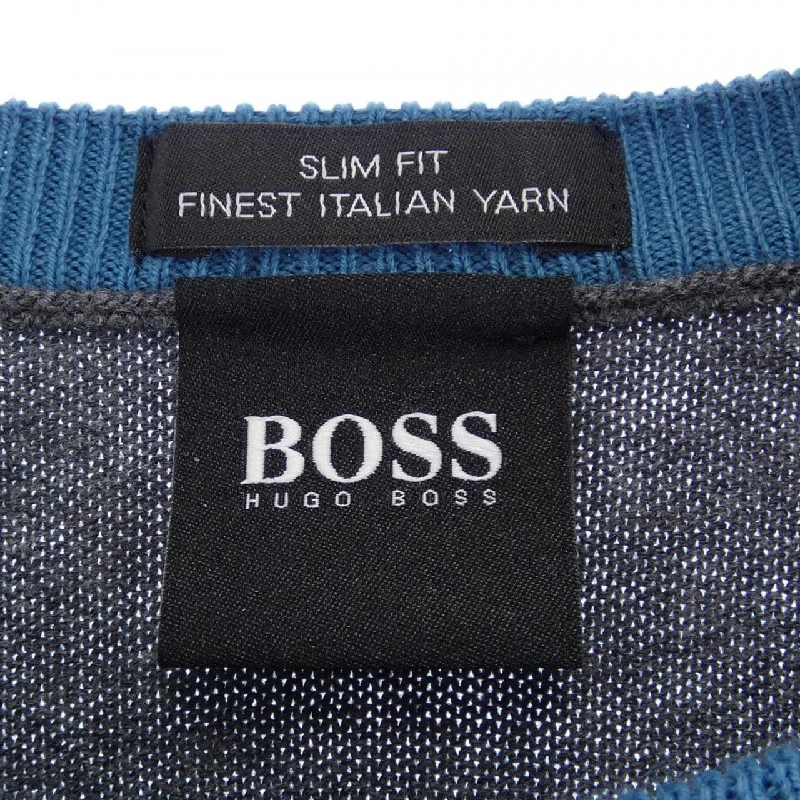 SLIM FIT
FINEST ITALIAN YARN
BOSS
HUGO BOSS